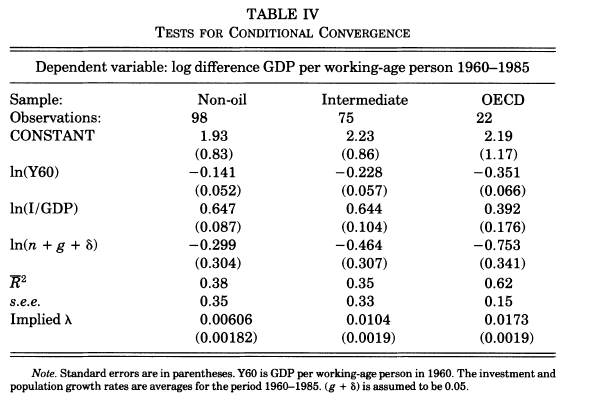 TABLE IV
TESTS FOR CONDITIONAL CONVERGENCE
Dependent variable: log difference GDP per working-age person 1960–1985
Sample: Non-oil Intermediate OECD
Observations: 98 75 22
CONSTANT 1.93 2.23 2.19
(0.83) (0.86) (1.17)
ln(Y60) −0.141 −0.228 −0.351
(0.052) (0.057) (0.066)
ln(I/GDP) 0.647 0.644 0.392
(0.087) (0.104) (0.176)
ln(n + g + δ) −0.299 −0.464 −0.753
(0.304) (0.307) (0.341)
R̄² 0.38 0.35 0.62
s.e.e. 0.35 0.33 0.15
Implied λ 0.00606 0.0104 0.0173
(0.00182) (0.0019) (0.0019)
Note. Standard errors are in parentheses. Y60 is GDP per working-age person in 1960. The investment and
population growth rates are averages for the period 1960–1985. (g + δ) is assumed to be 0.05.